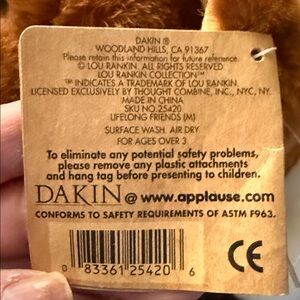 DAKIN®
WOODLAND HILLS, CA 91367
Please retain this information for future reference.
© LOU RANKIN. ALL RIGHTS RESERVED.
LOU RANKIN COLLECTION™
™ INDICATES A TRADEMARK OF LOU RANKIN.
LICENSED EXCLUSIVELY BY THOUGHT COMBINE, INC., NYC, NY.
MADE IN CHINA
SKU NO.25420
LIFELONG FRIENDS (M)
SURFACE WASH. AIR DRY
FOR AGES OVER 3
To eliminate any potential safety problems,
please remove any plastic attachments
and hang tag before presenting to children.
DAKIN @ www.applause.com
CONFORMS TO SAFETY REQUIREMENTS OF ASTM F963.
CE
0 83361 25420 6